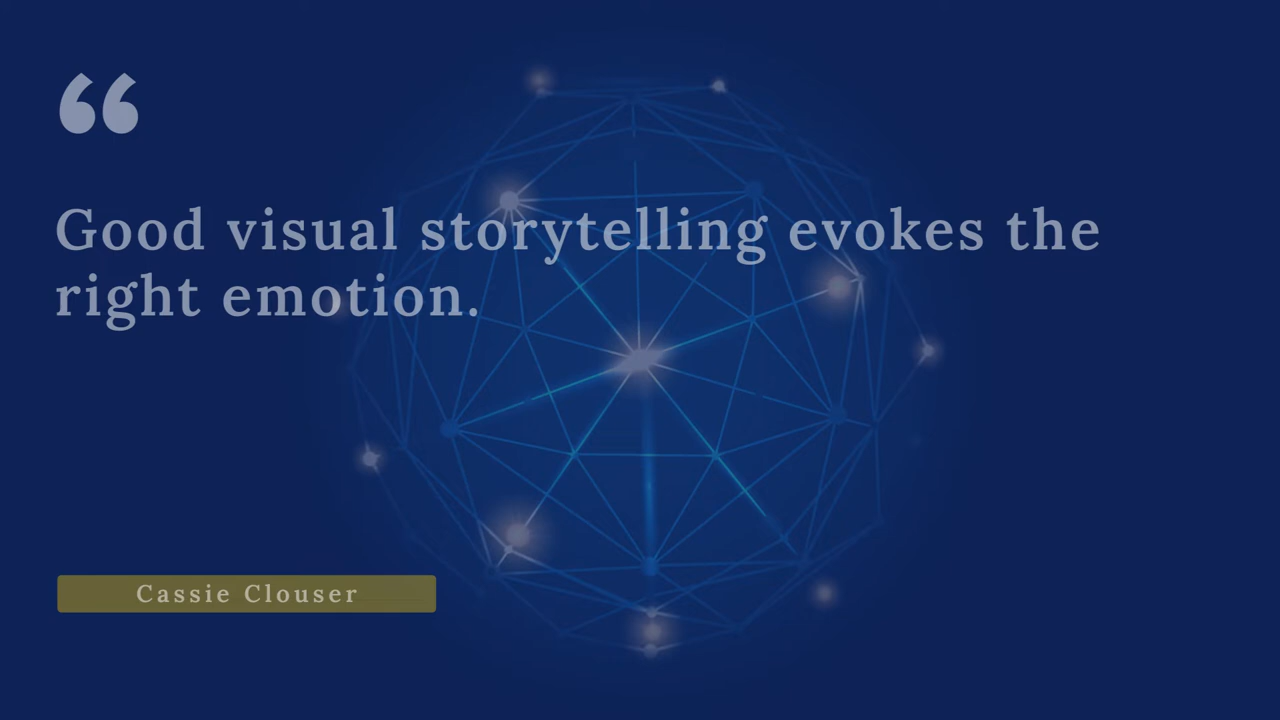 “
Good visual storytelling evokes the
right emotion.
Cassie Clouser